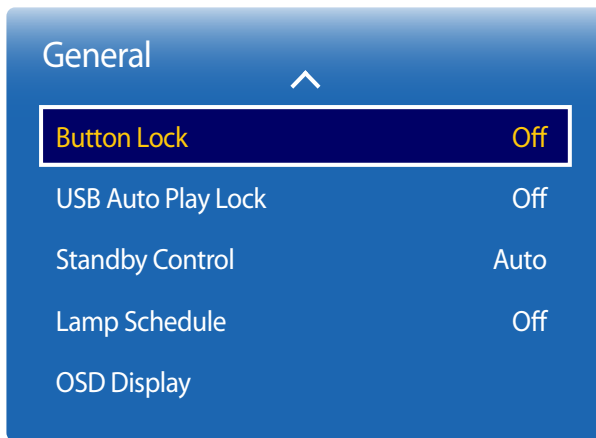 General
Button Lock Off
USB Auto Play Lock Off
Standby Control Auto
Lamp Schedule Off
OSD Display